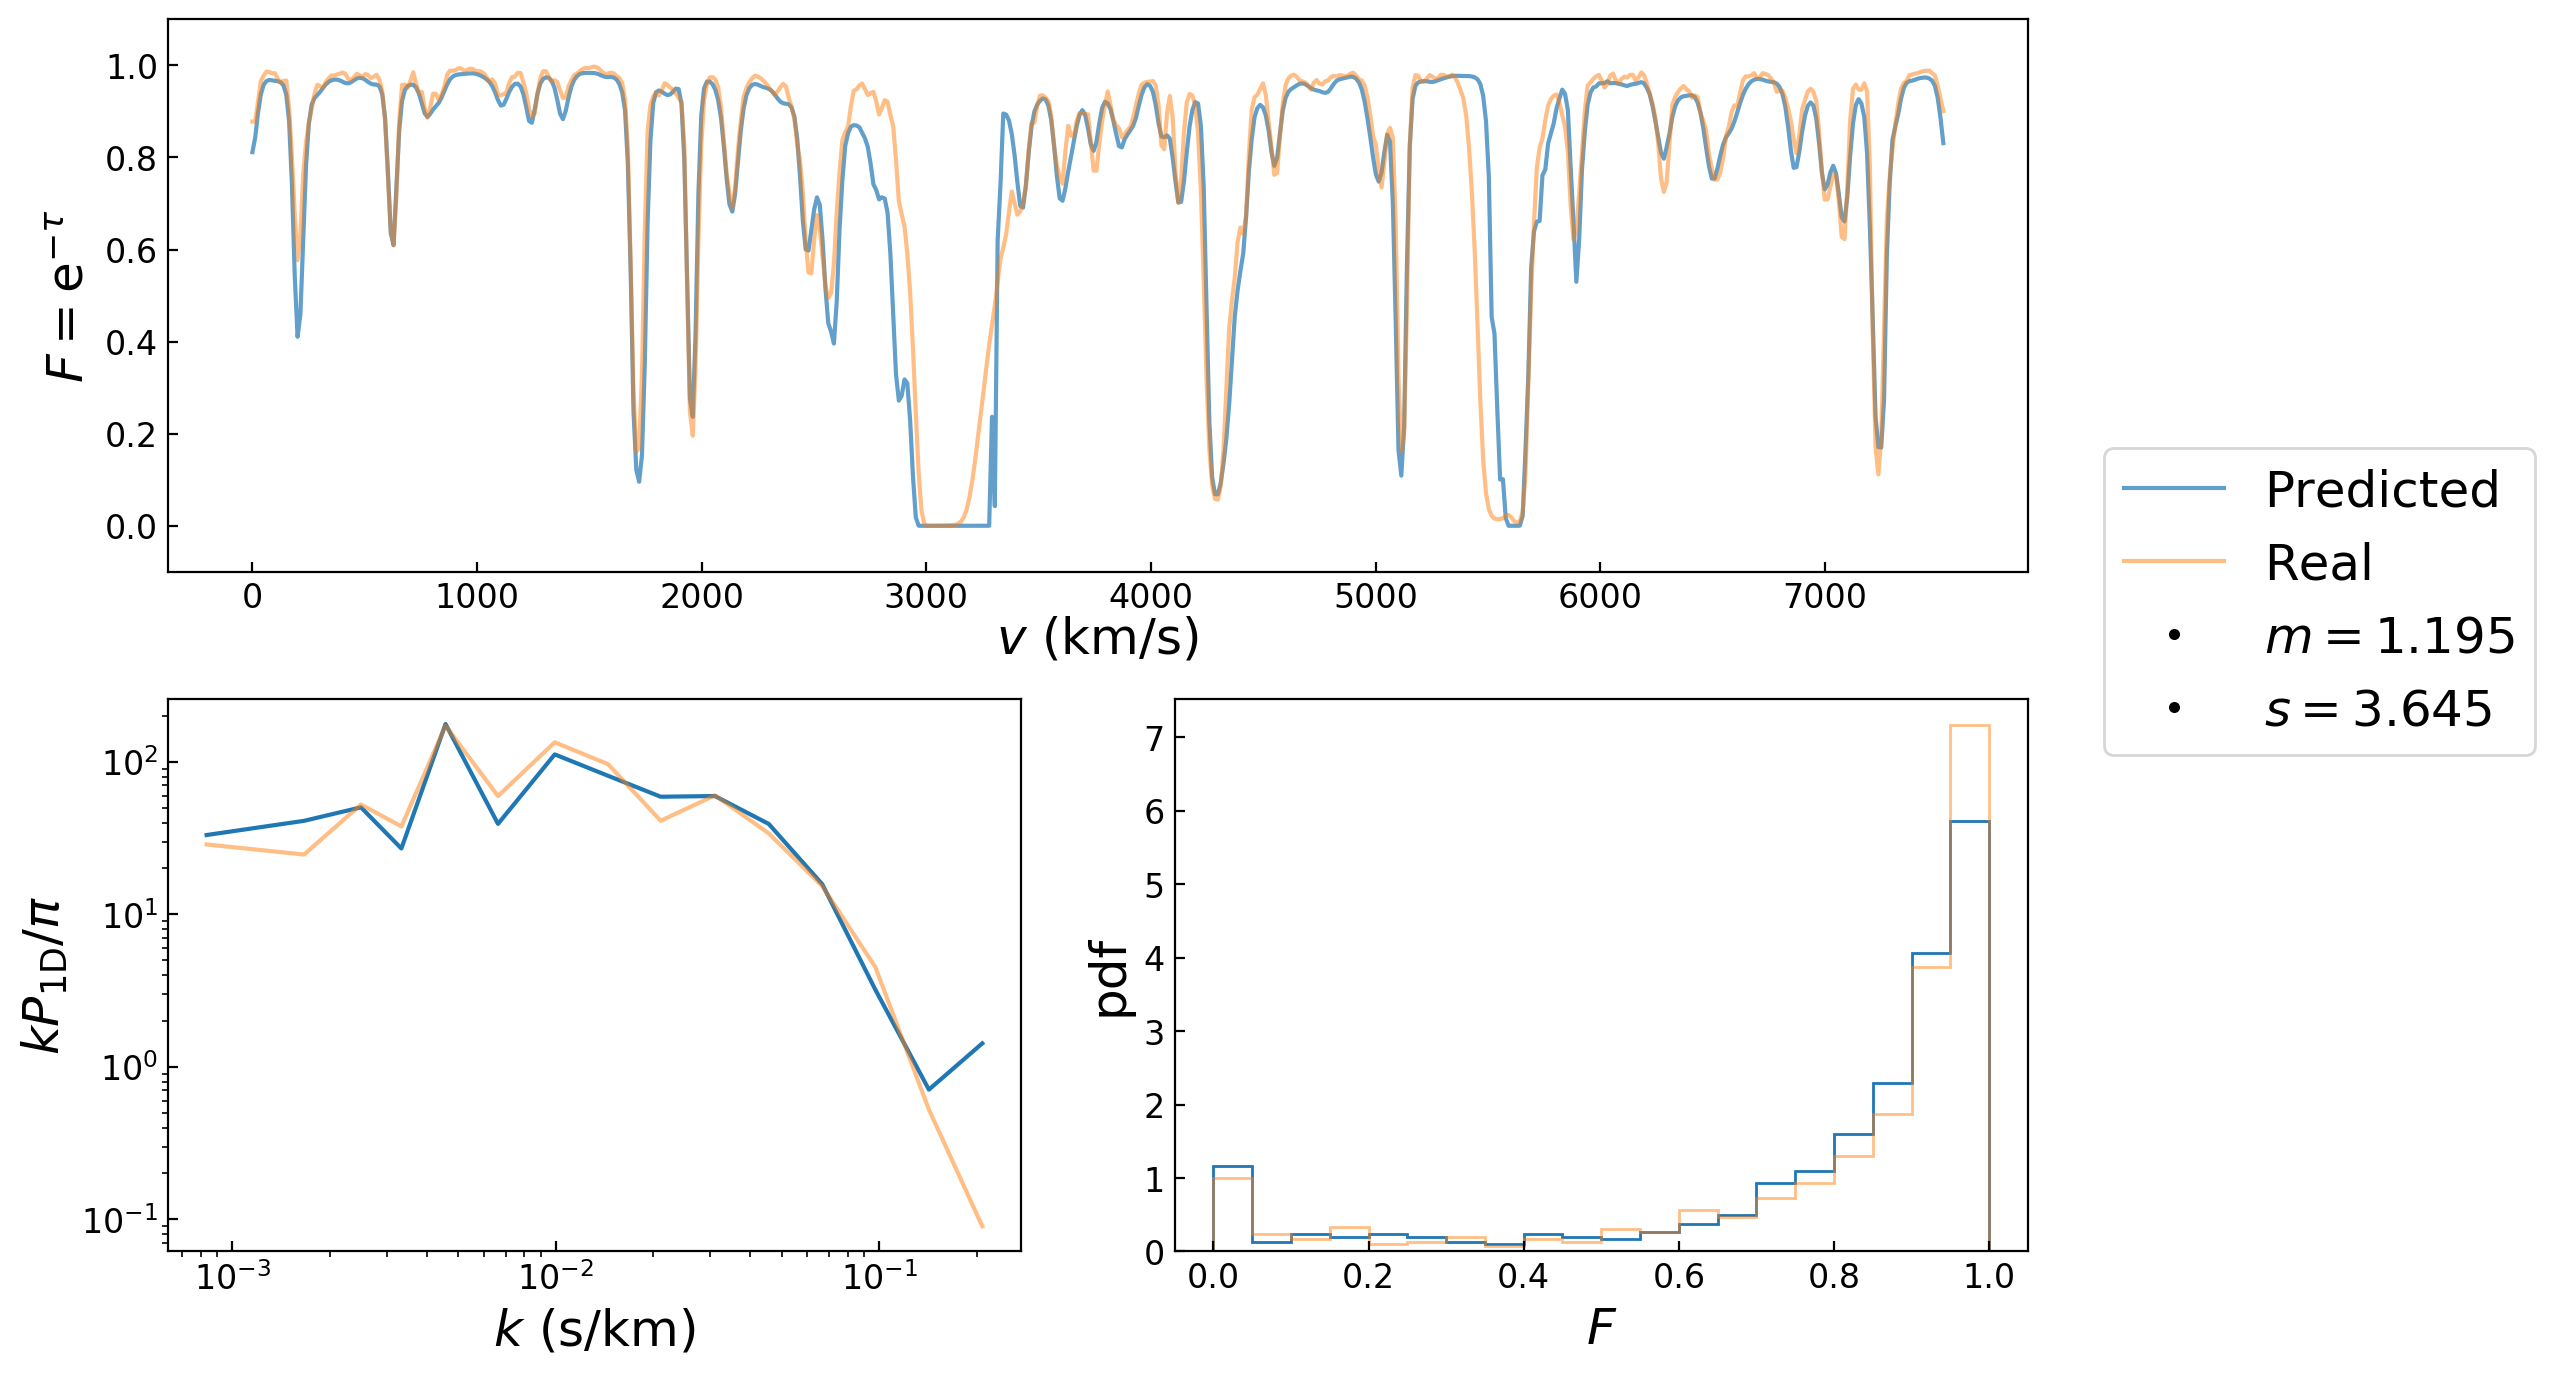 1.0
0.8
0.6
0.4
0.2
0.0
F = e^{-τ}
0 1000 2000 3000 4000 5000 6000 7000
v (km/s)
Predicted
Real
m = 1.195
s = 3.645
10^2
10^1
10^0
10^{-1}
kP_{1D}/π
10^{-3} 10^{-2} 10^{-1}
k (s/km)
7
6
5
4
3
2
1
0
pdf
0.0 0.2 0.4 0.6 0.8 1.0
F